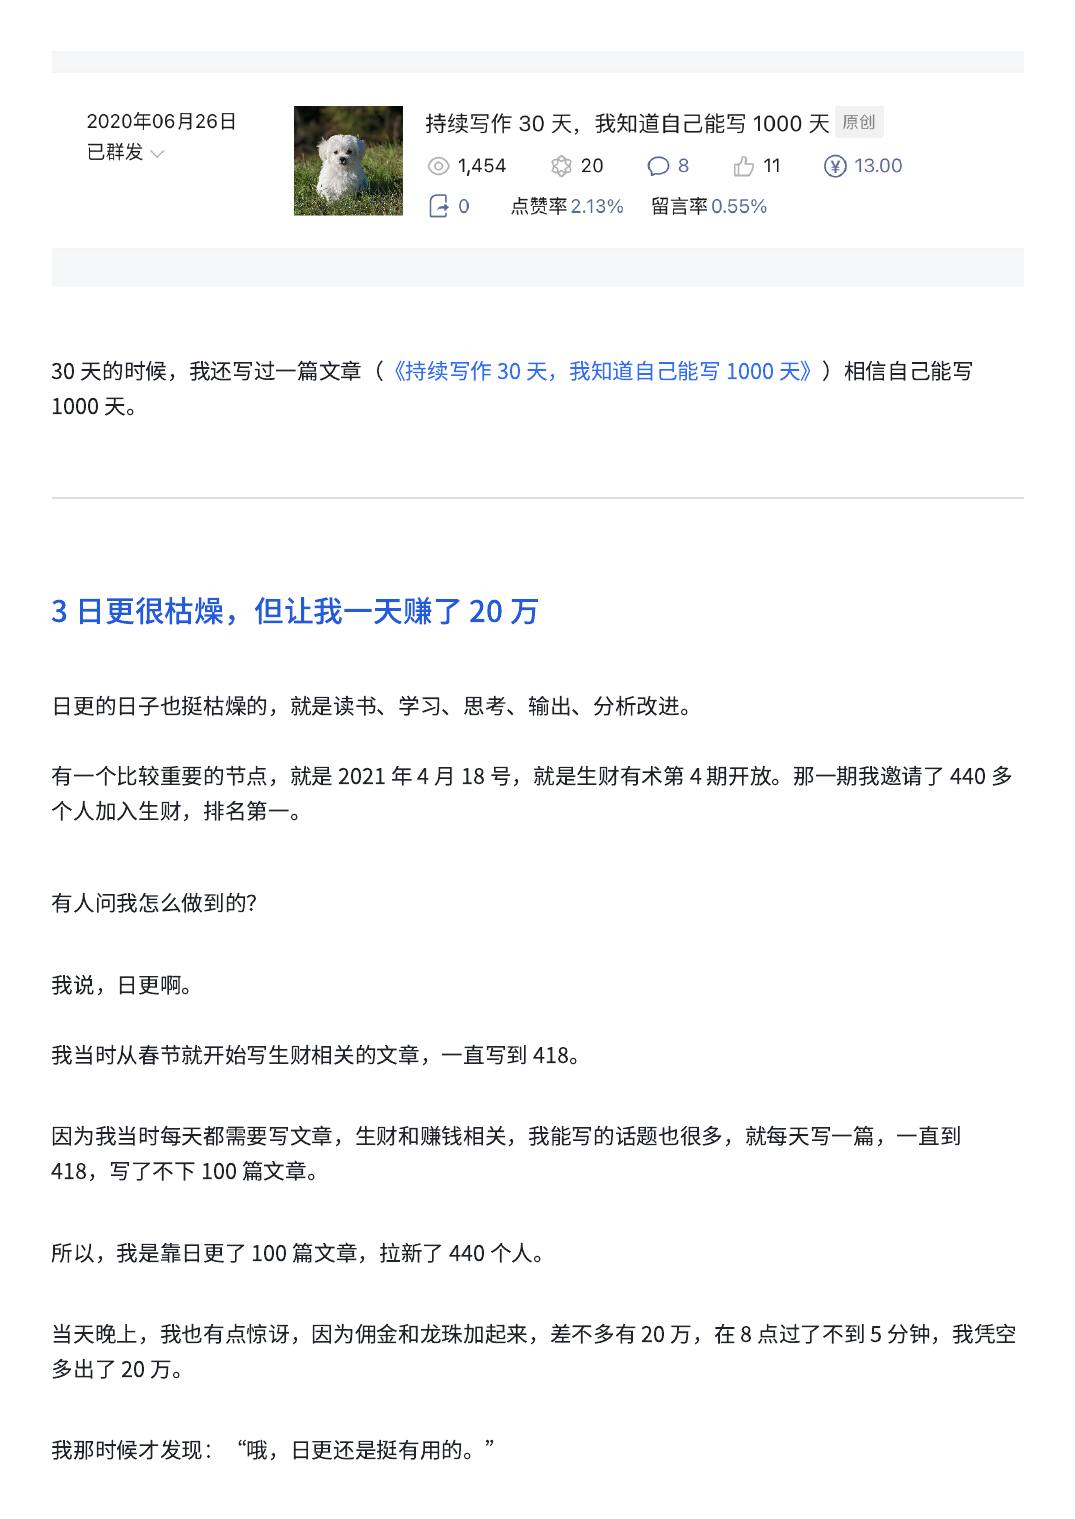 2020年06月26日
已群发
持续写作 30 天，我知道自己能写 1000 天 原创
1,454 20 8 11 13.00
0 点赞率2.13% 留言率0.55%
30 天的时候，我还写过一篇文章（《持续写作 30 天，我知道自己能写 1000 天》）相信自己能写
1000 天。
3 日更很枯燥，但让我一天赚了 20 万
日更的日子也挺枯燥的，就是读书、学习、思考、输出、分析改进。
有一个比较重要的节点，就是 2021 年 4 月 18 号，就是生财有术第 4 期开放。那一期我邀请了 440 多
个人加入生财，排名第一。
有人问我怎么做到的？
我说，日更啊。
我当时从春节就开始写生财相关的文章，一直写到 418。
因为我当时每天都需要写文章，生财和赚钱相关，我能写的话题也很多，就每天写一篇，一直到
418，写了不下 100 篇文章。
所以，我是靠日更了 100 篇文章，拉新了 440 个人。
当天晚上，我也有点惊讶，因为佣金和龙珠加起来，差不多有 20 万，在 8 点过了不到 5 分钟，我凭空
多出了 20 万。
我那时候才发现：“哦，日更还是挺有用的。”